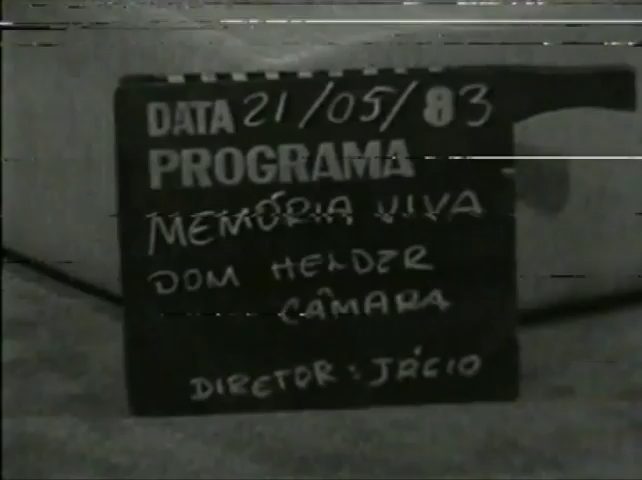 DATA 21/05/83
PROGRAMA
MEMÓRIA VIVA
DOM HELDER
CÂMARA
DIRETOR: JÁCIO